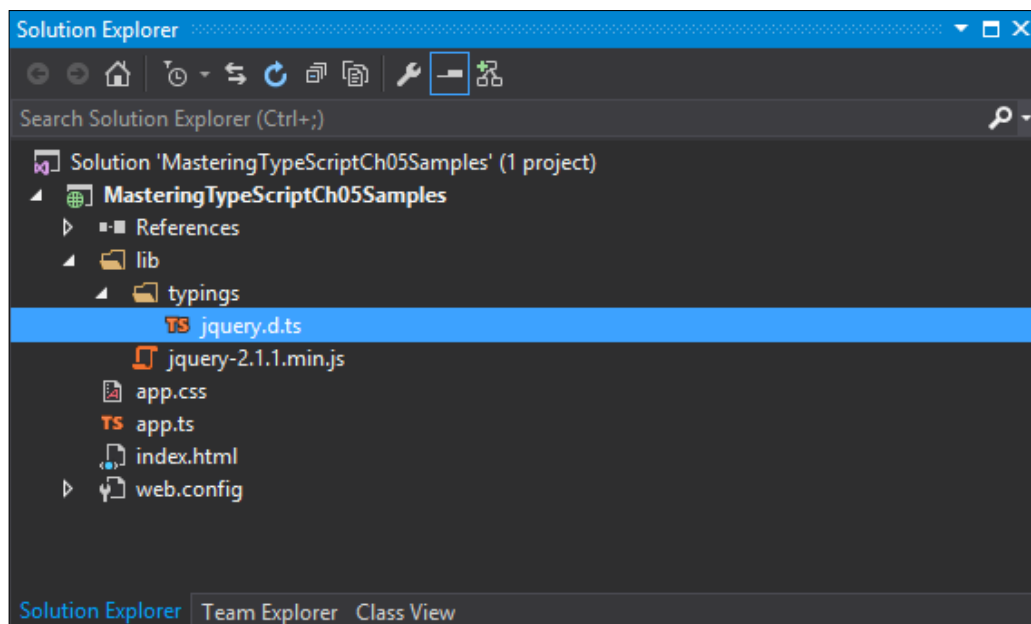 Solution Explorer
Search Solution Explorer (Ctrl+;)
Solution 'MasteringTypeScriptCh05Samples' (1 project)
MasteringTypeScriptCh05Samples
References
lib
typings
TS jquery.d.ts
jquery-2.1.1.min.js
app.css
TS app.ts
index.html
web.config
Solution Explorer Team Explorer Class View